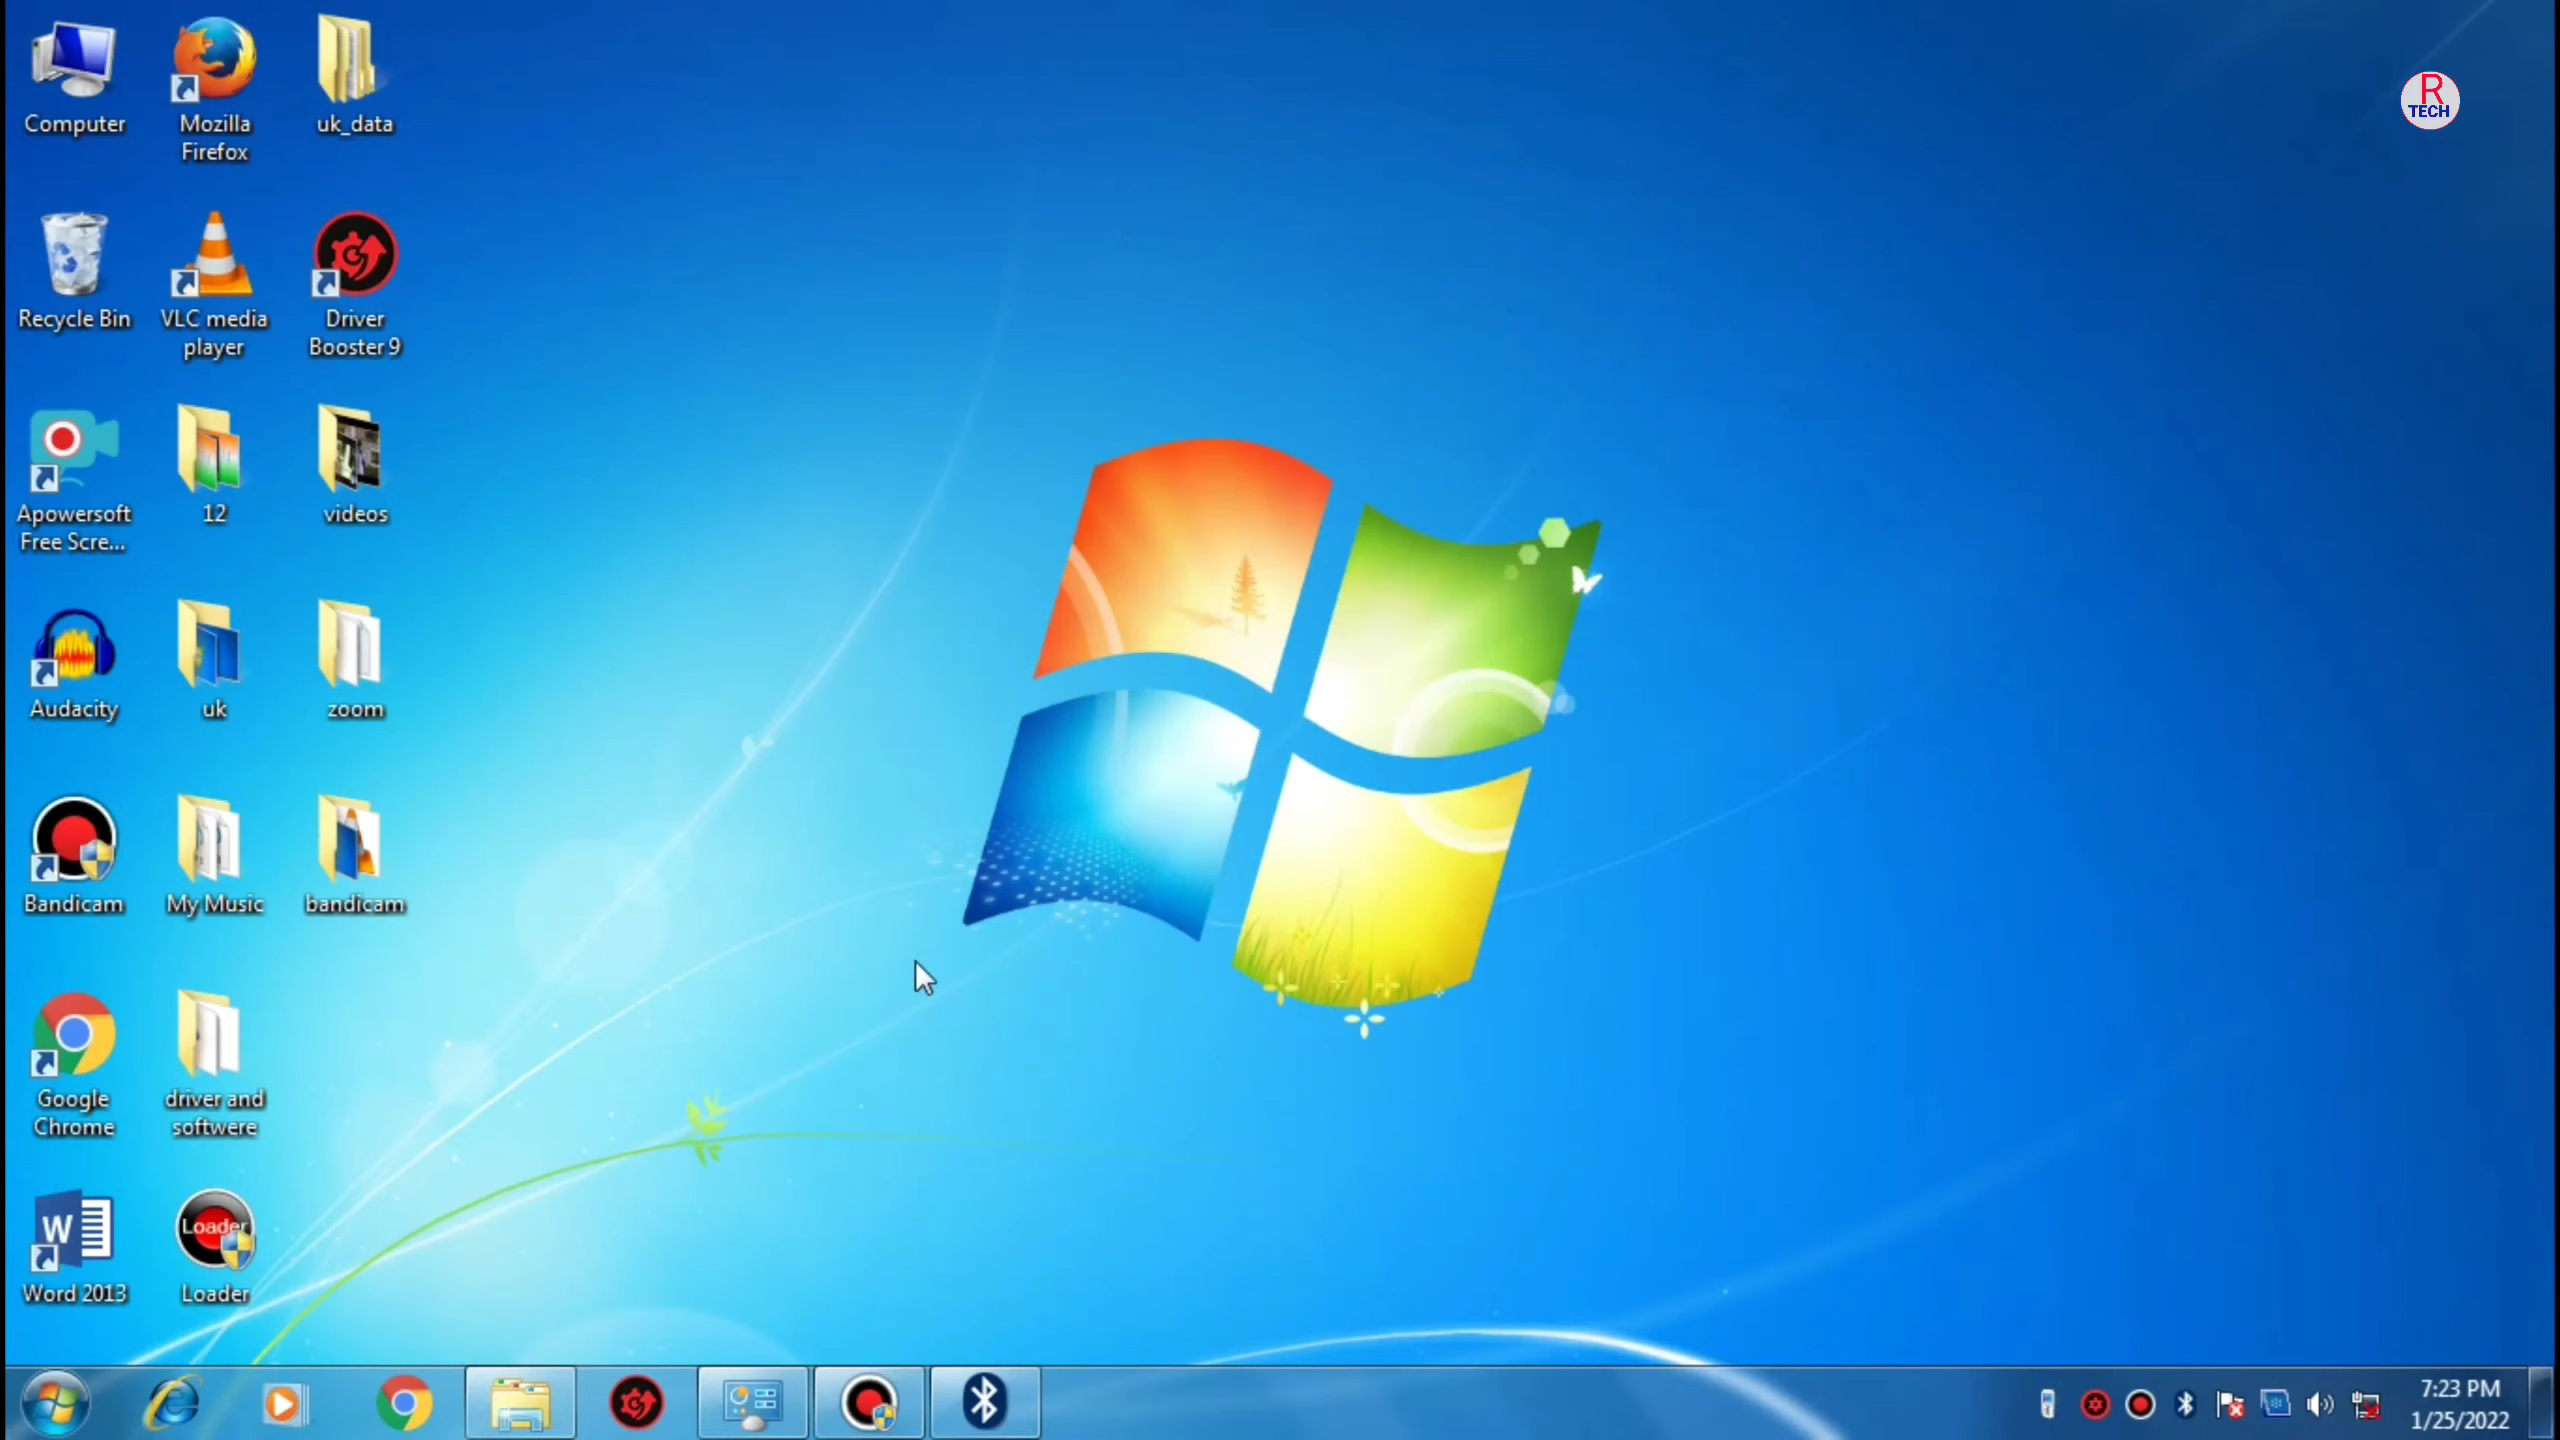 Computer
Mozilla
Firefox
uk_data
R
TECH
Recycle Bin
VLC media
player
Driver
Booster 9
Apowersoft
Free Scre...
12
videos
Audacity
uk
zoom
Bandicam
My Music
bandicam
Google
Chrome
driver and
softwere
W
Word 2013
Loader
Loader
7:23 PM
1/25/2022